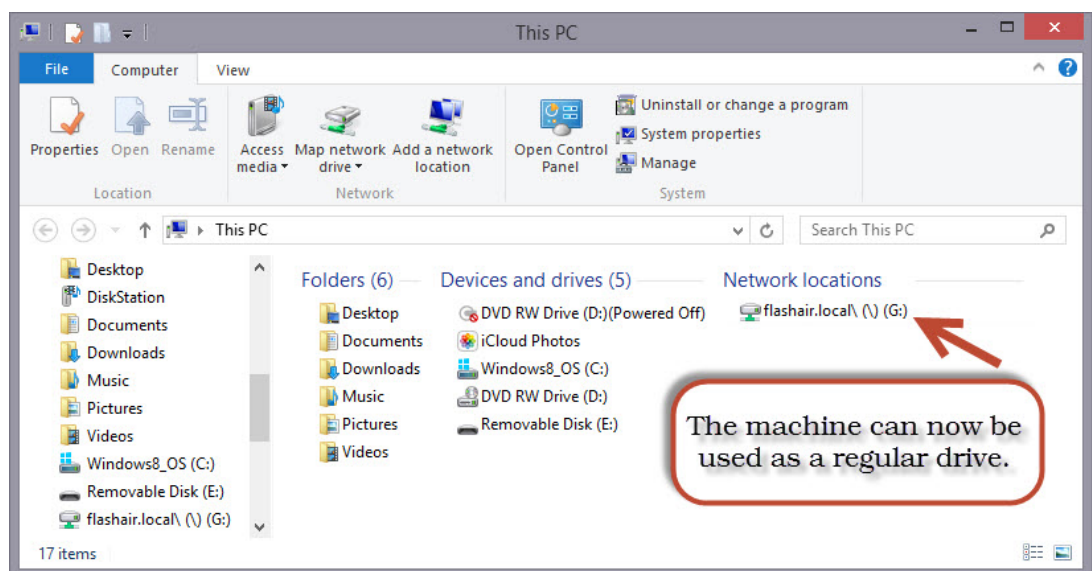 This PC
File Computer View
Properties Open Rename Access media Map network drive Add a network location Open Control Panel
Uninstall or change a program
System properties
Manage
Location Network System
This PC Search This PC
Desktop
DiskStation
Documents
Downloads
Music
Pictures
Videos
Windows8_OS (C:)
Removable Disk (E:)
flashair.local\ (\) (G:)
Folders (6)
Desktop
Documents
Downloads
Music
Pictures
Videos
Devices and drives (5)
DVD RW Drive (D:)(Powered Off)
iCloud Photos
Windows8_OS (C:)
DVD RW Drive (D:)
Removable Disk (E:)
Network locations
flashair.local\ (\) (G:)
The machine can now be
used as a regular drive.
17 items